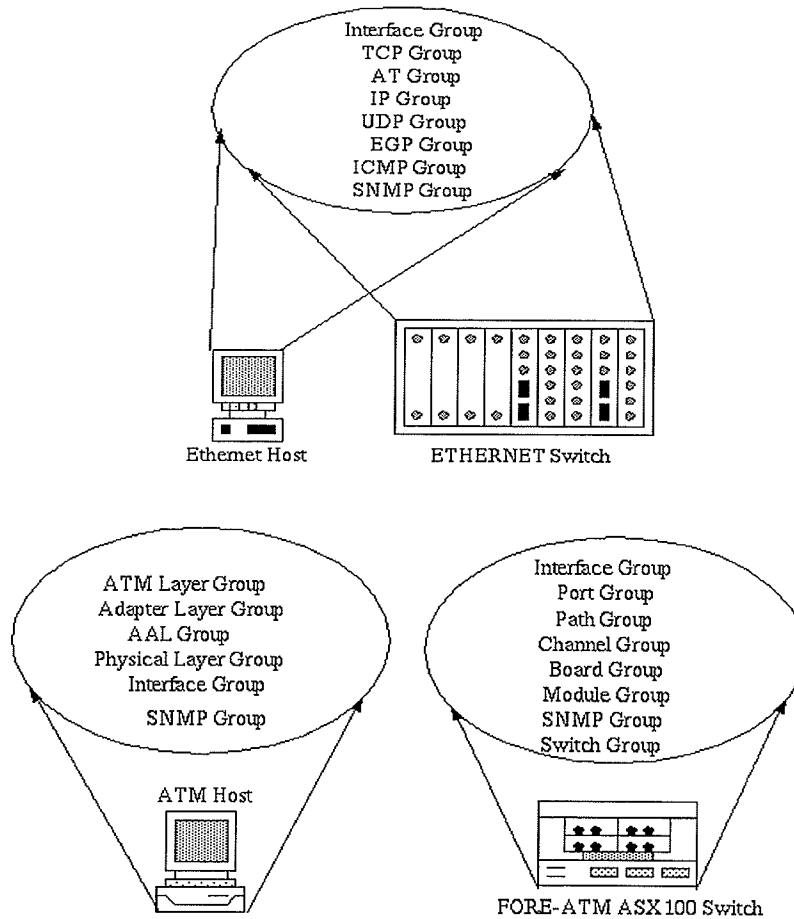 Interface Group
TCP Group
AT Group
IP Group
UDP Group
EGP Group
ICMP Group
SNMP Group
Ethernet Host
ETHERNET Switch
ATM Layer Group
Adapter Layer Group
AAL Group
Physical Layer Group
Interface Group
SNMP Group
ATM Host
Interface Group
Port Group
Path Group
Channel Group
Board Group
Module Group
SNMP Group
Switch Group
FORE-ATM ASX100 Switch